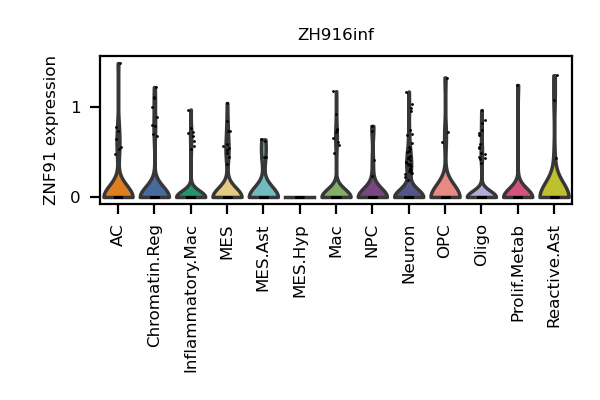 ZH916inf
ZNF91 expression
1
0
AC
Chromatin.Reg
Inflammatory.Mac
MES
MES.Ast
MES.Hyp
Mac
NPC
Neuron
OPC
Oligo
Prolif.Metab
Reactive.Ast